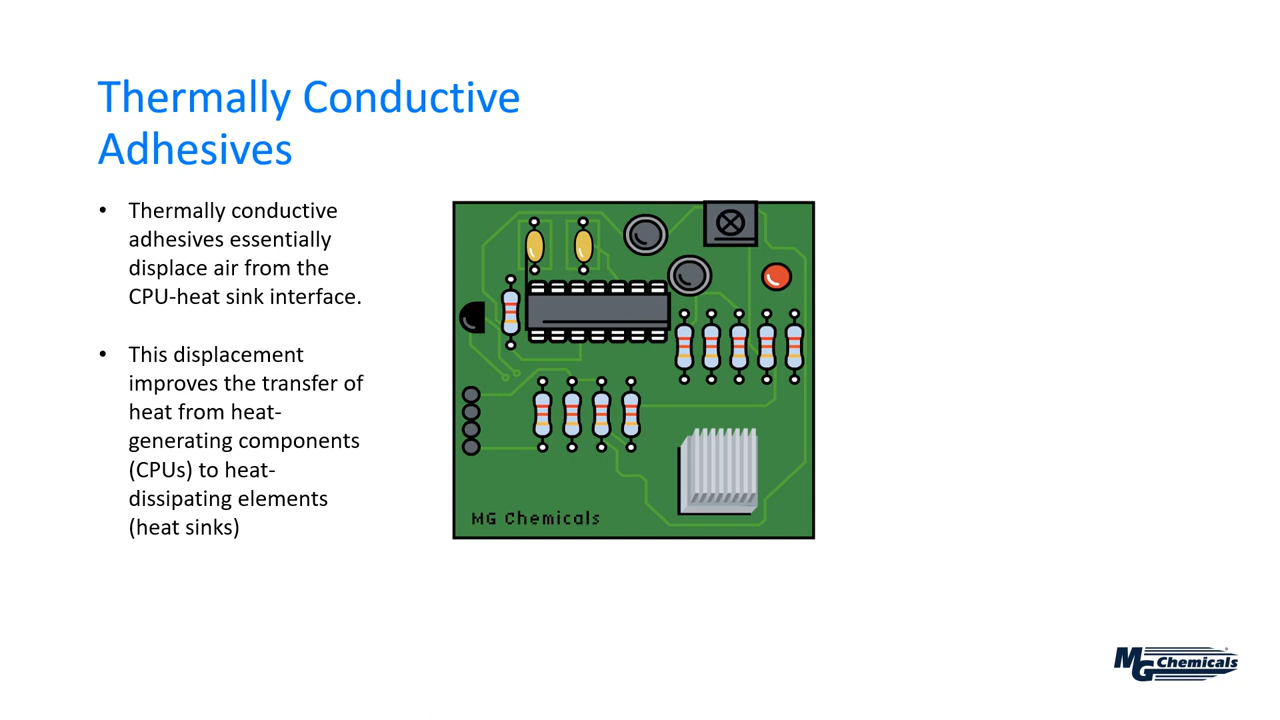 Thermally Conductive
Adhesives
• Thermally conductive
adhesives essentially
displace air from the
CPU-heat sink interface.
• This displacement
improves the transfer of
heat from heat-
generating components
(CPUs) to heat-
dissipating elements
(heat sinks)
MG Chemicals
MG Chemicals